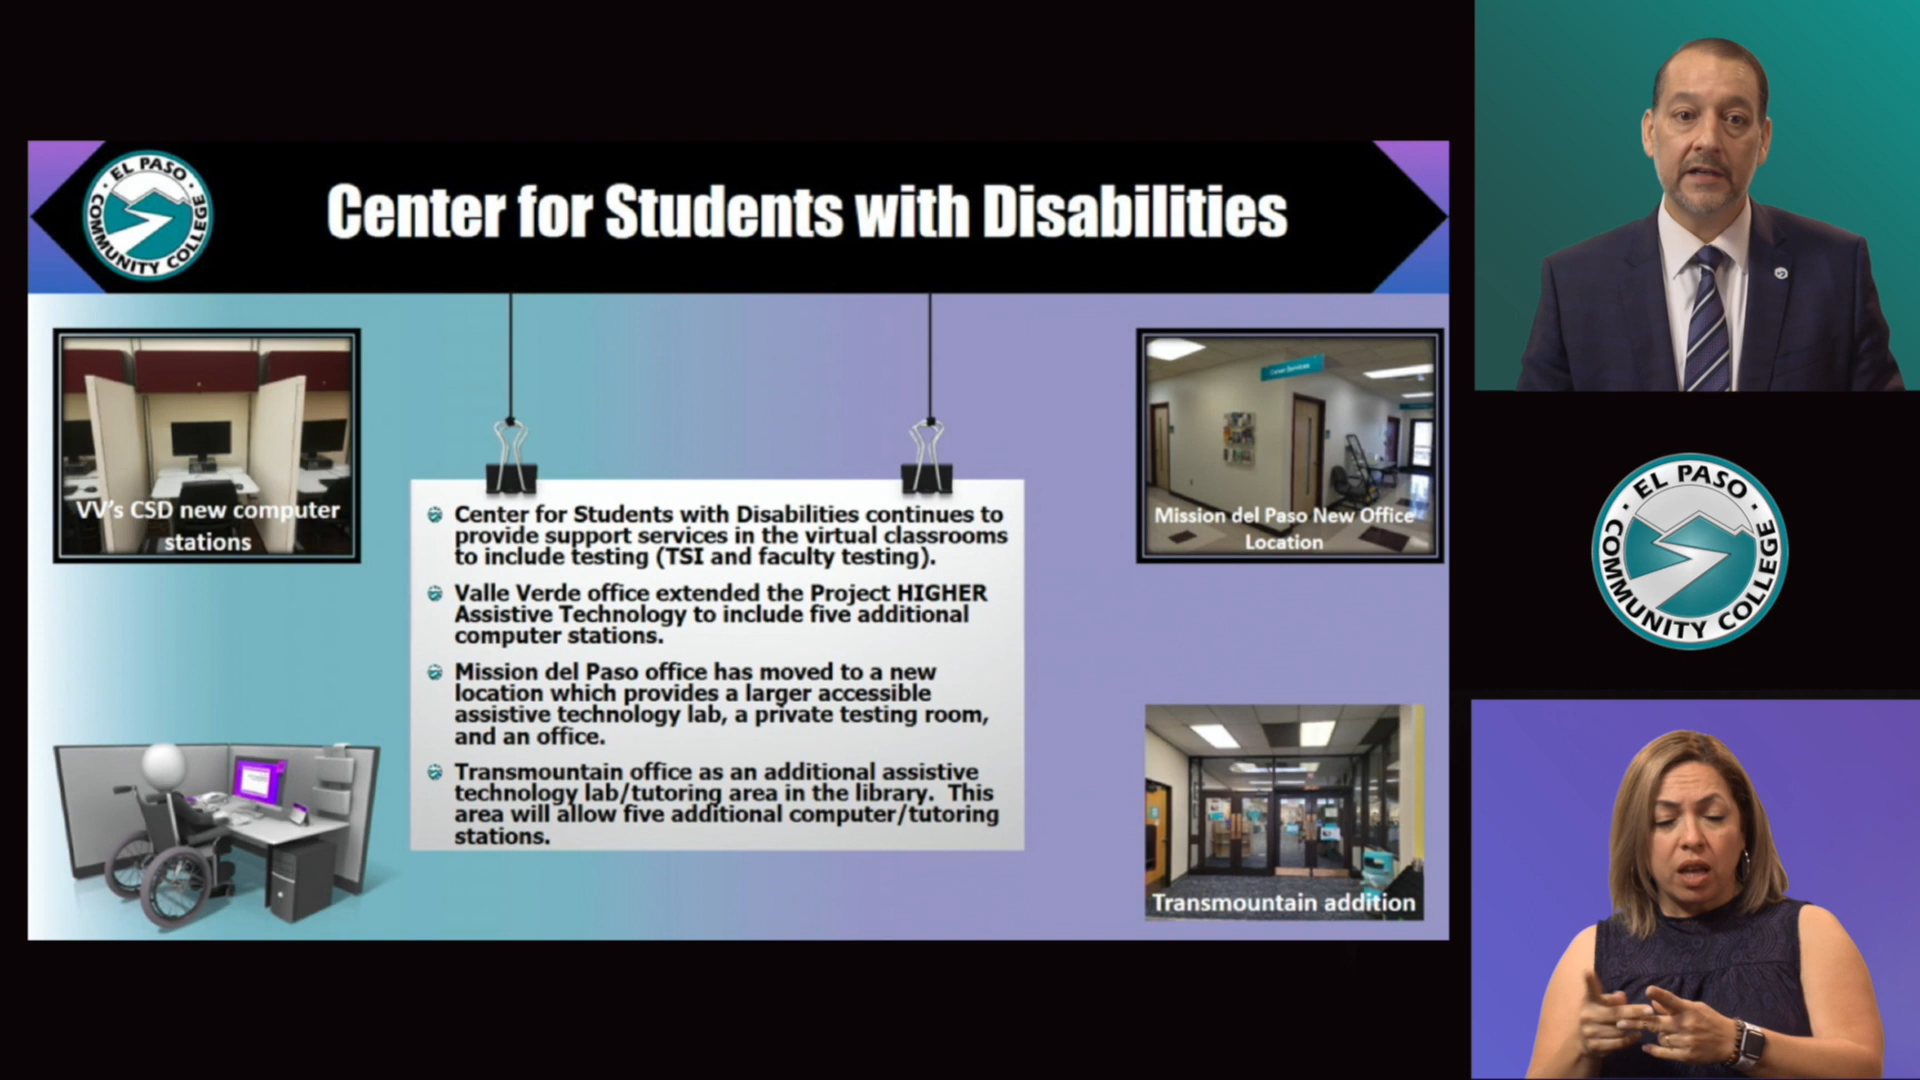 EL PASO
COMMUNITY COLLEGE
Center for Students with Disabilities
VV's CSD new computer
stations
Center for Students with Disabilities continues to
provide support services in the virtual classrooms
to include testing (TSI and faculty testing).
Valle Verde office extended the Project HIGHER
Assistive Technology to include five additional
computer stations.
Mission del Paso office has moved to a new
location which provides a larger accessible
assistive technology lab, a private testing room,
and an office.
Transmountain office as an additional assistive
technology lab/tutoring area in the library.  This
area will allow five additional computer/tutoring
stations.
Career Services
Mission del Paso New Office
Location
Transmountain addition
EL PASO
COMMUNITY COLLEGE